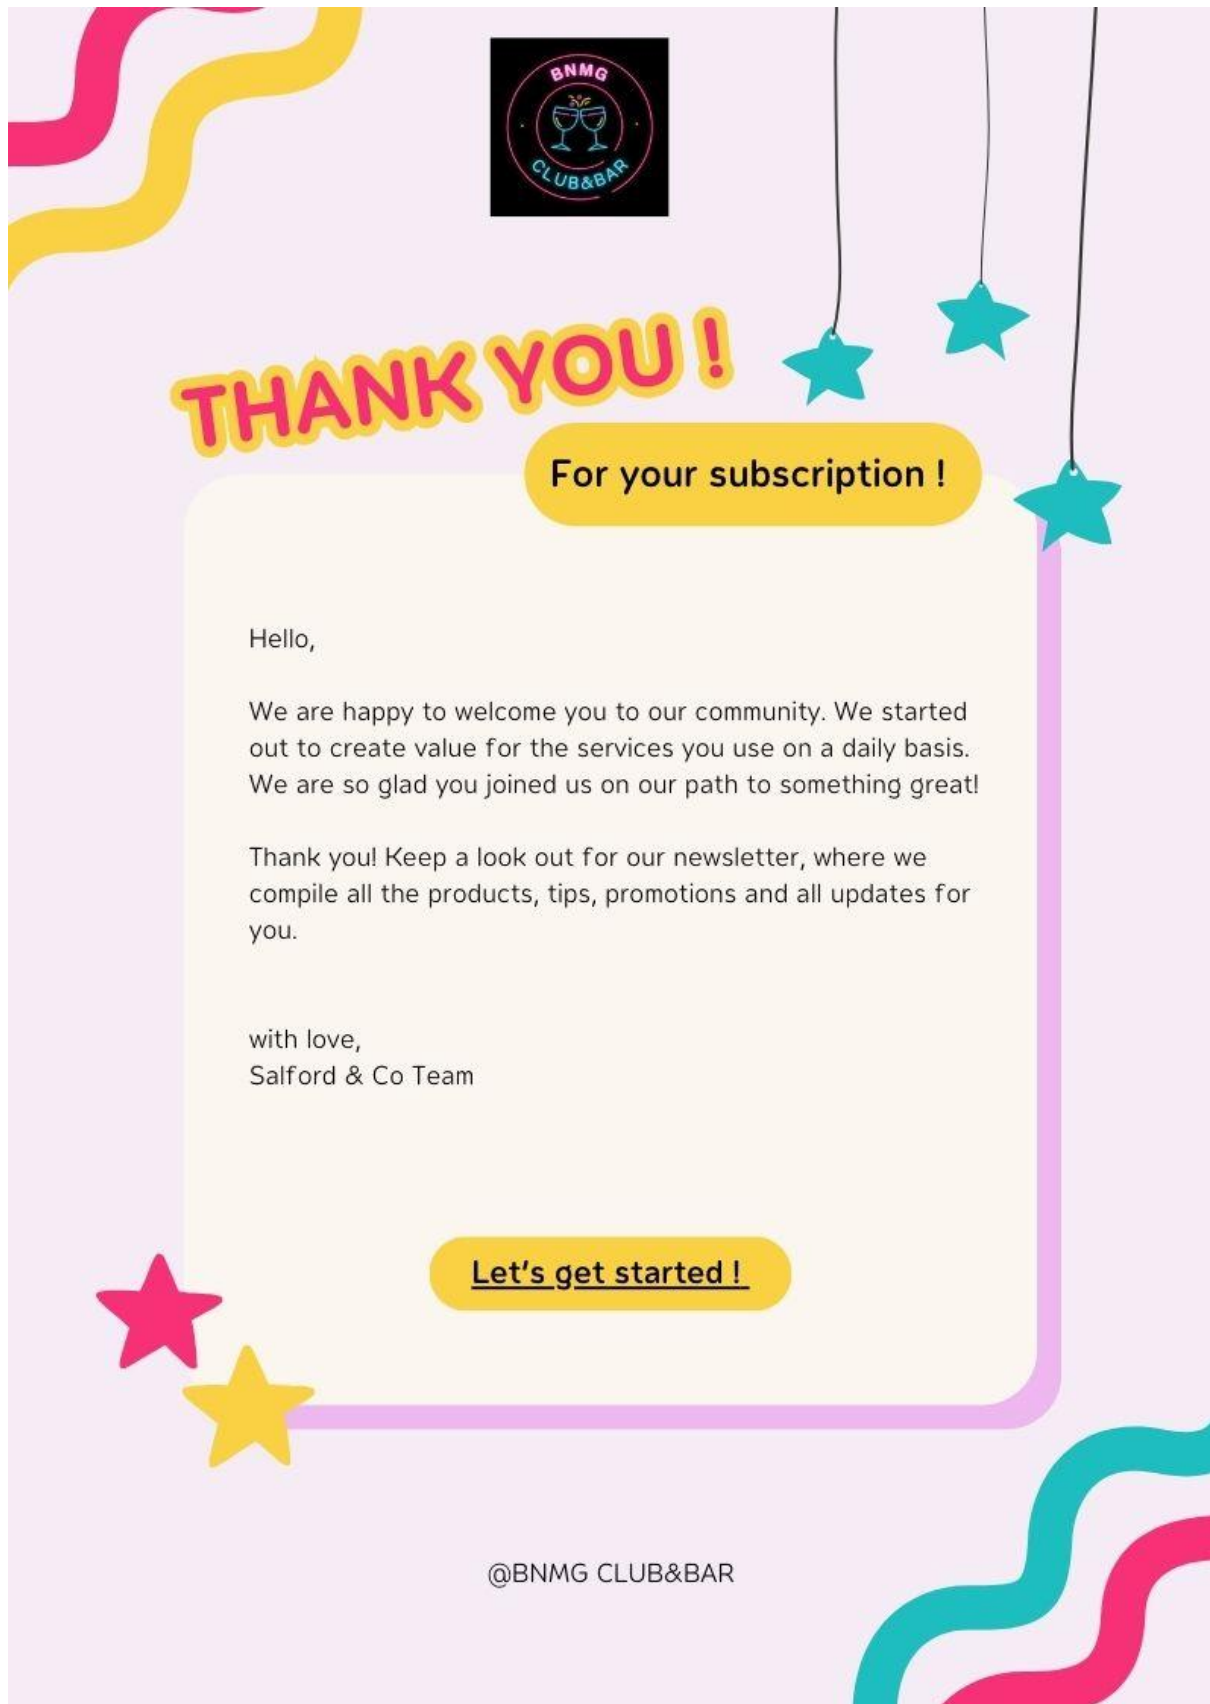 BNMG
CLUB&BAR
THANK YOU !
For your subscription !
Hello,
We are happy to welcome you to our community. We started
out to create value for the services you use on a daily basis.
We are so glad you joined us on our path to something great!
Thank you! Keep a look out for our newsletter, where we
compile all the products, tips, promotions and all updates for
you.
with love,
Salford & Co Team
Let's get started !
@BNMG CLUB&BAR